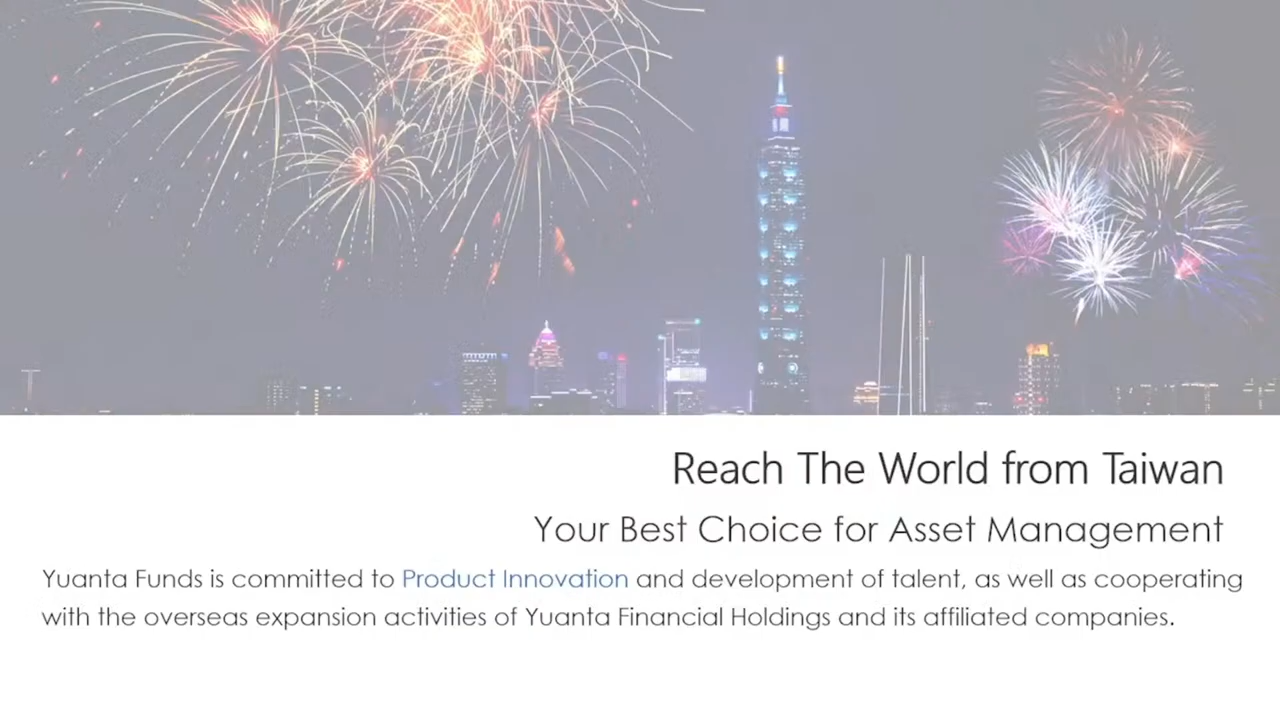 Reach The World from Taiwan
Your Best Choice for Asset Management
Yuanta Funds is committed to Product Innovation and development of talent, as well as cooperating
with the overseas expansion activities of Yuanta Financial Holdings and its affiliated companies.